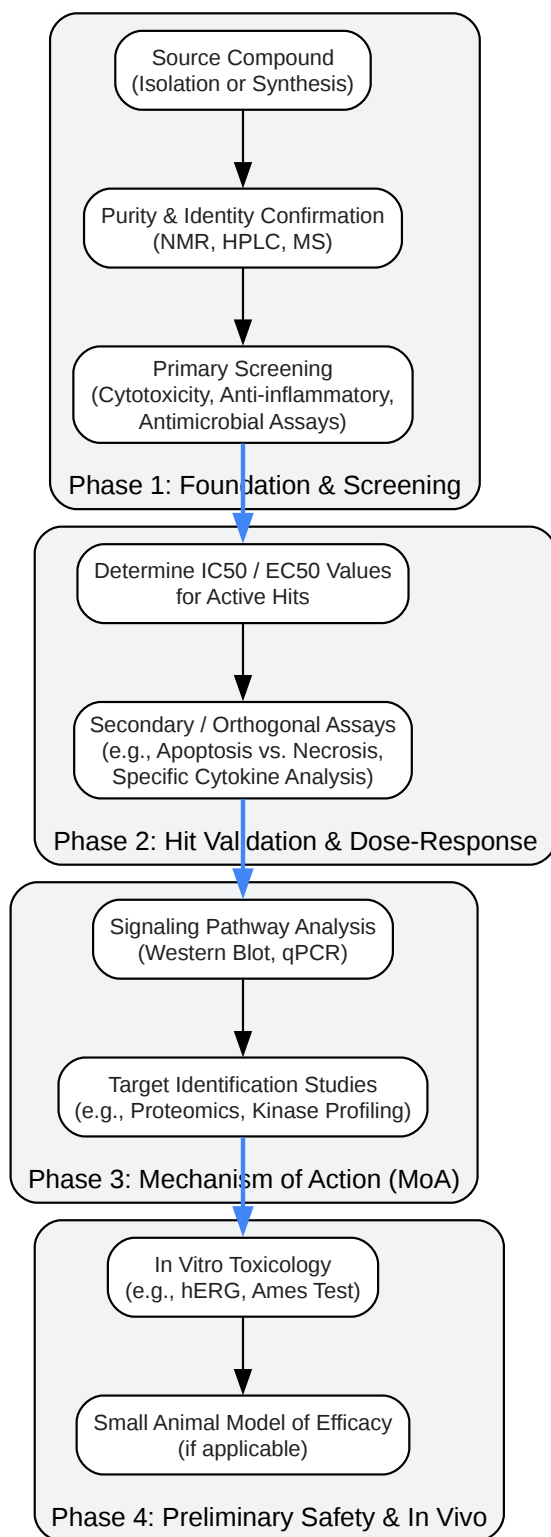 Source Compound
(Isolation or Synthesis)
Purity & Identity Confirmation
(NMR, HPLC, MS)
Primary Screening
(Cytotoxicity, Anti-inflammatory,
Antimicrobial Assays)
Phase 1: Foundation & Screening
Determine IC50 / EC50 Values
for Active Hits
Secondary / Orthogonal Assays
(e.g., Apoptosis vs. Necrosis,
Specific Cytokine Analysis)
Phase 2: Hit Validation & Dose-Response
Signaling Pathway Analysis
(Western Blot, qPCR)
Target Identification Studies
(e.g., Proteomics, Kinase Profiling)
Phase 3: Mechanism of Action (MoA)
In Vitro Toxicology
(e.g., hERG, Ames Test)
Small Animal Model of Efficacy
(if applicable)
Phase 4: Preliminary Safety & In Vivo